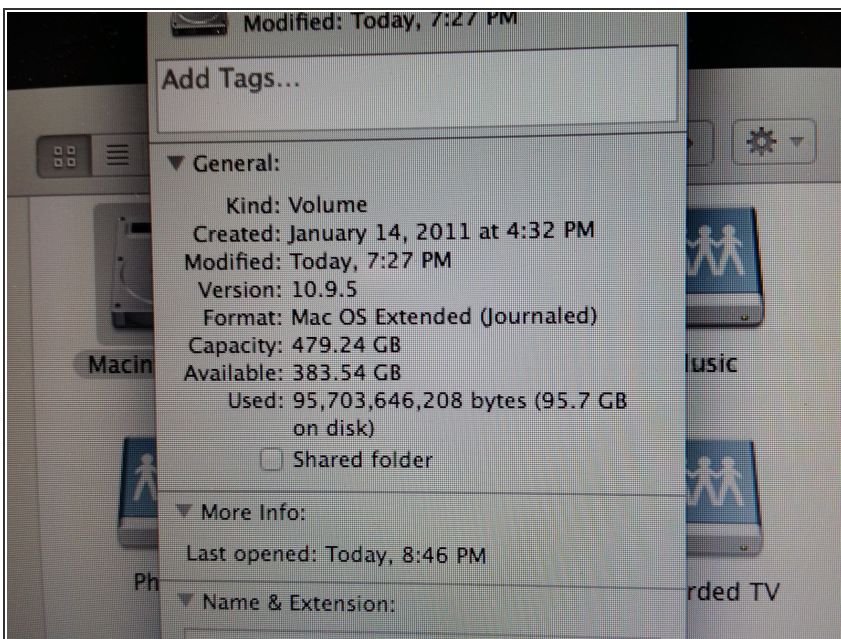 Modified: Today, 7:27 PM
Add Tags...
General:
Kind: Volume
Created: January 14, 2011 at 4:32 PM
Modified: Today, 7:27 PM
Version: 10.9.5
Format: Mac OS Extended (Journaled)
Capacity: 479.24 GB
Available: 383.54 GB
Used: 95,703,646,208 bytes (95.7 GB
on disk)
Shared folder
More Info:
Last opened: Today, 8:46 PM
Name & Extension:
Macin
lusic
Ph
rded TV